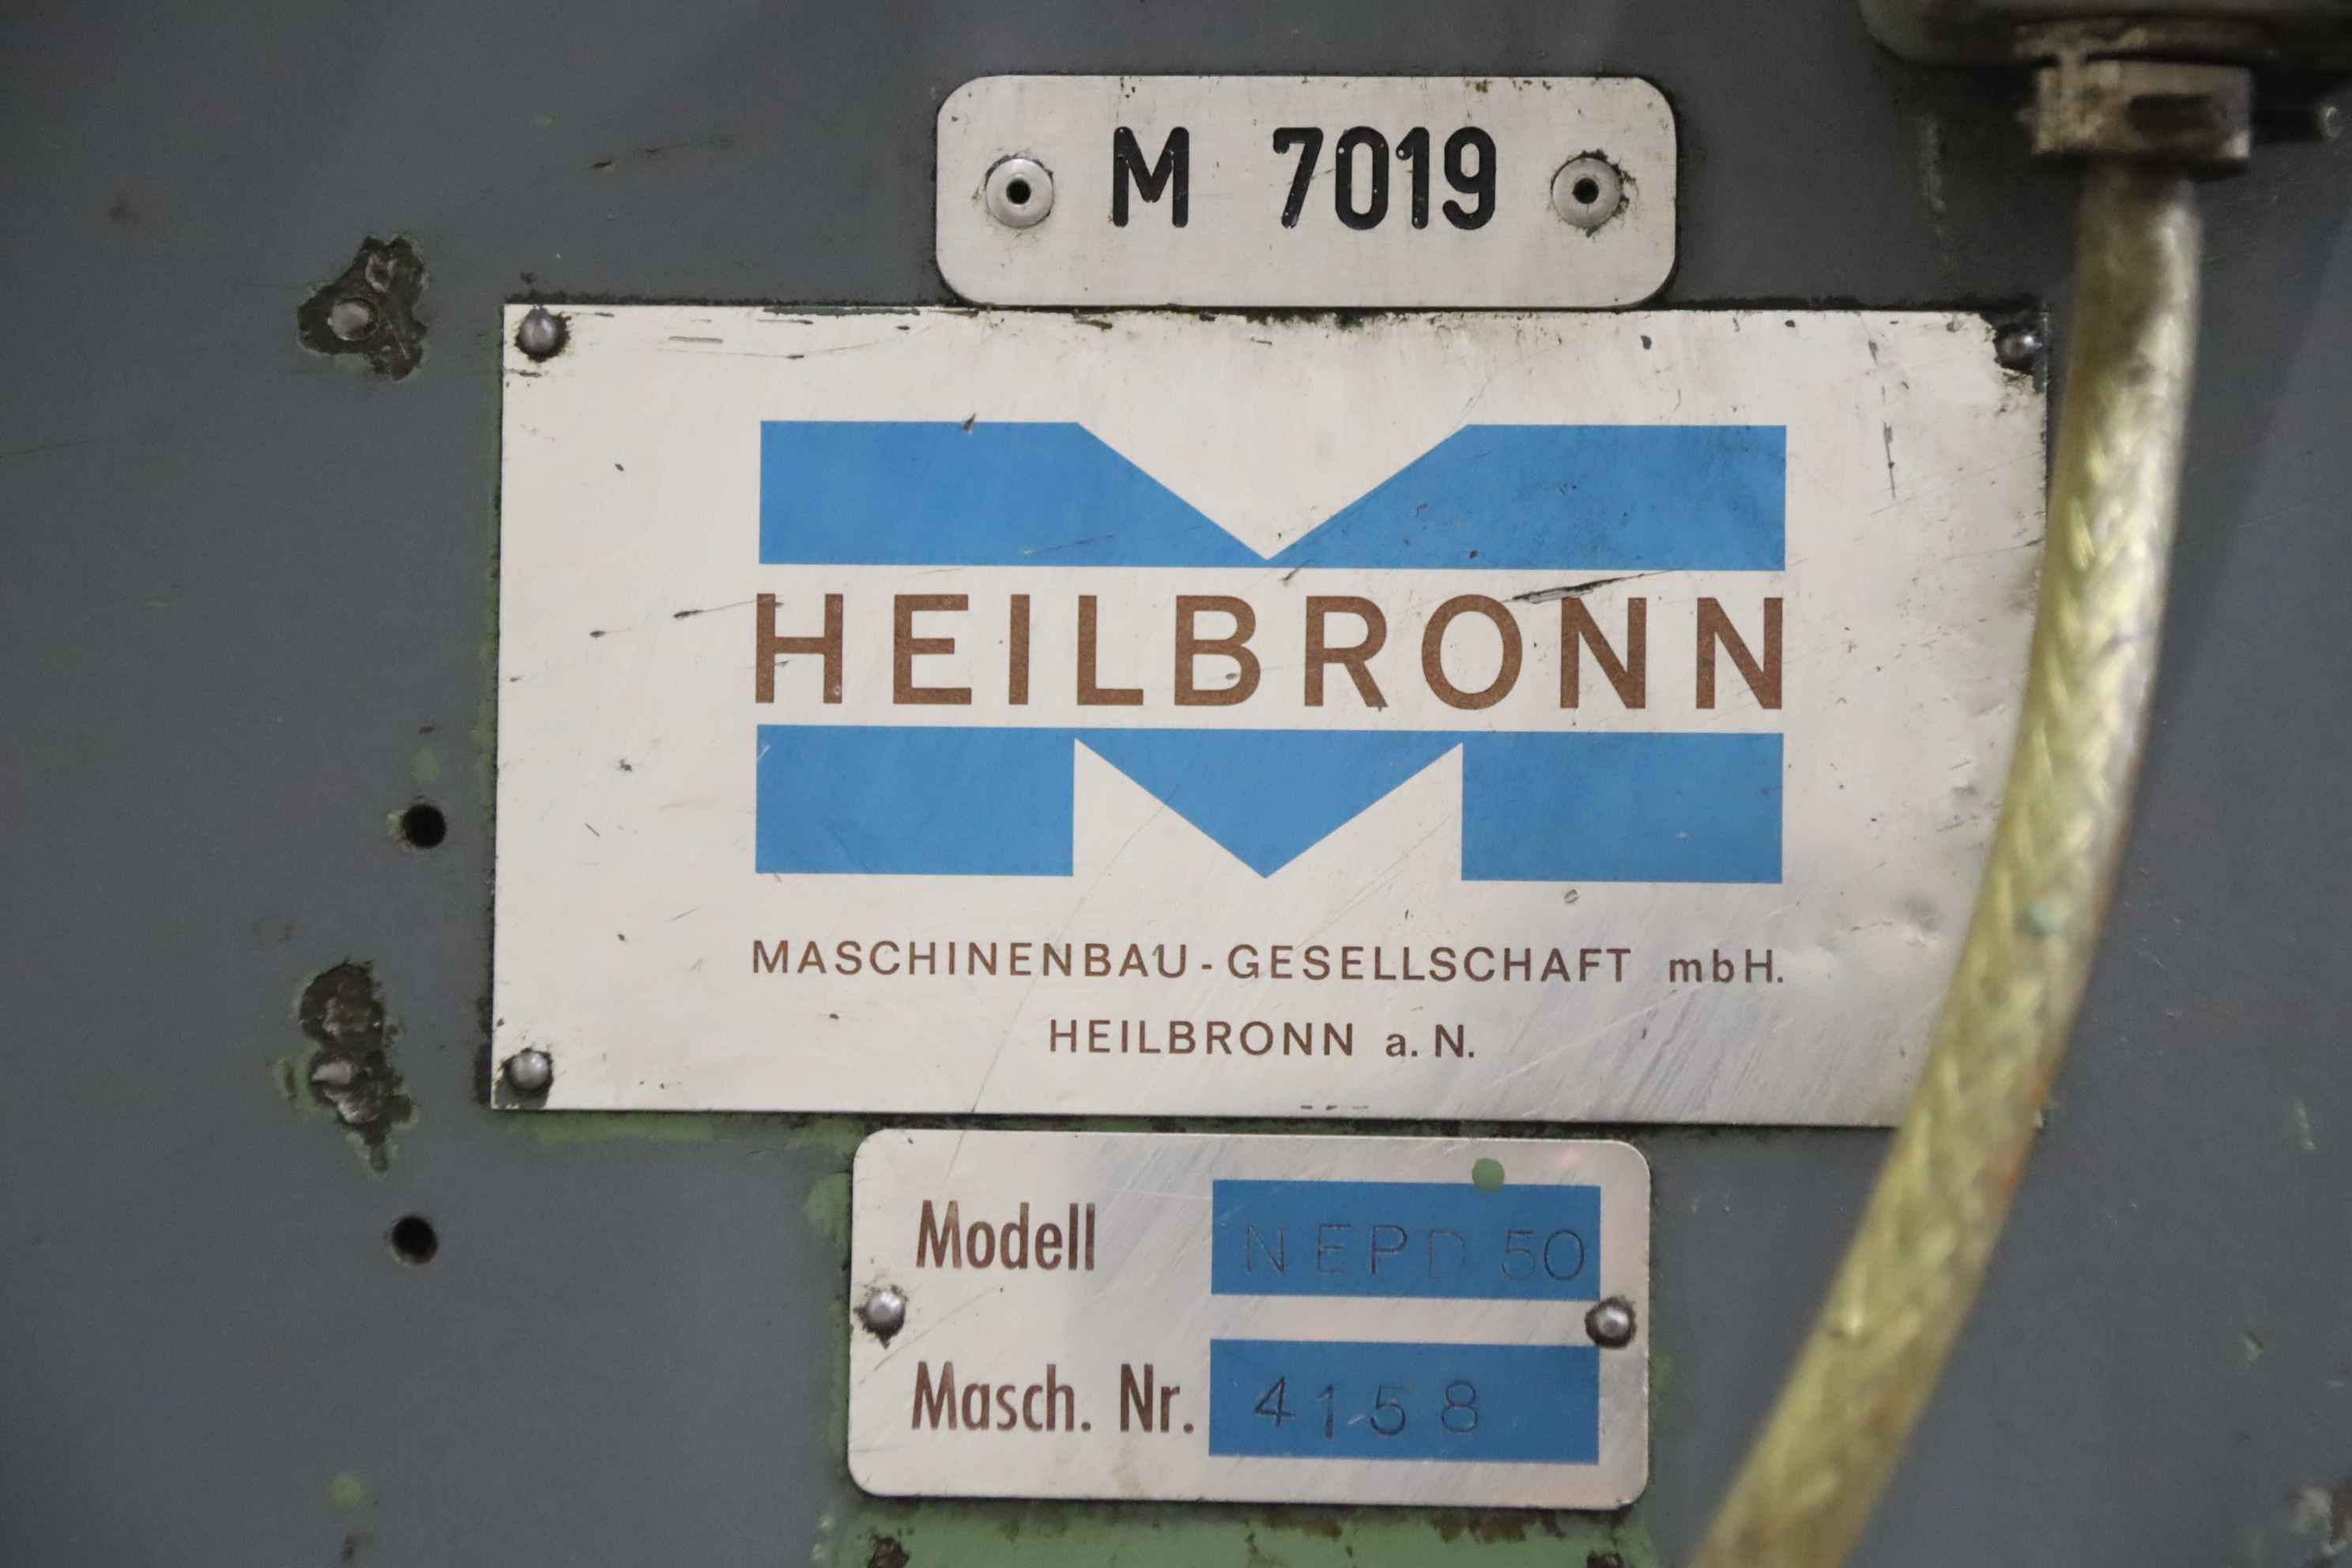 M 7019
HEILBRONN
MASCHINENBAU-GESELLSCHAFT mbH.
HEILBRONN a. N.
Modell NEPD 50
Masch. Nr. 4158